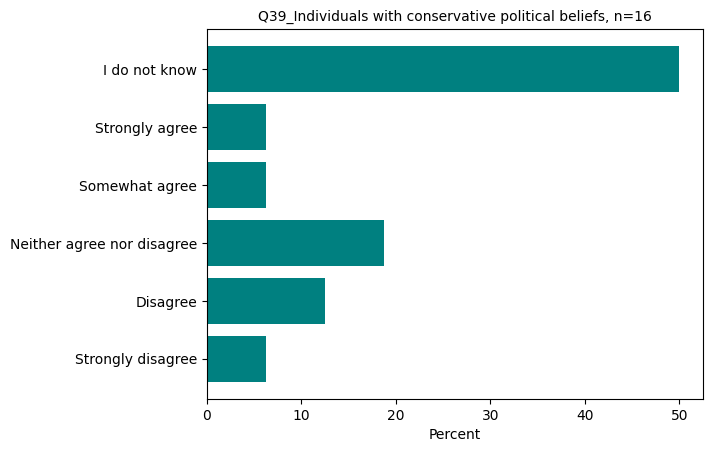 Q39_Individuals with conservative political beliefs, n=16
I do not know
Strongly agree
Somewhat agree
Neither agree nor disagree
Disagree
Strongly disagree
0 10 20 30 40 50
Percent